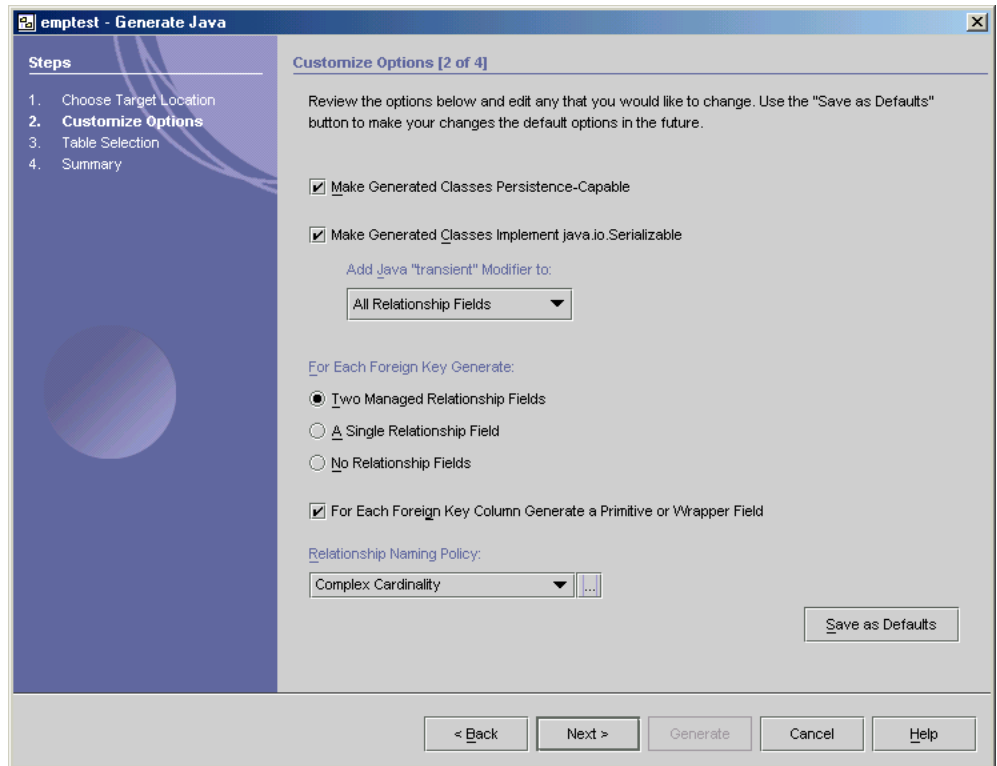 emptest - Generate Java
Steps
1. Choose Target Location
2. Customize Options
3. Table Selection
4. Summary
Customize Options [2 of 4]
Review the options below and edit any that you would like to change. Use the "Save as Defaults"
button to make your changes the default options in the future.
Make Generated Classes Persistence-Capable
Make Generated Classes Implement java.io.Serializable
Add Java "transient" Modifier to:
All Relationship Fields
For Each Foreign Key Generate:
Two Managed Relationship Fields
A Single Relationship Field
No Relationship Fields
For Each Foreign Key Column Generate a Primitive or Wrapper Field
Relationship Naming Policy:
Complex Cardinality ...
Save as Defaults
< Back Next > Generate Cancel Help